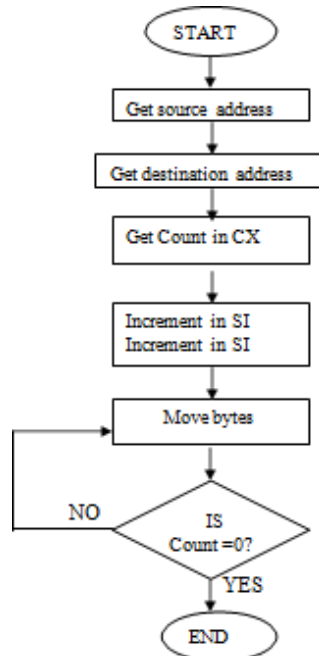 START
Get source address
Get destination address
Get Count in CX
Increment in SI
Increment in SI
Move bytes
NO
IS
Count =0?
YES
END